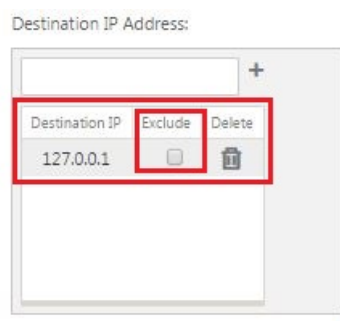 Destination IP Address:
+
Destination IP Exclude Delete
127.0.0.1